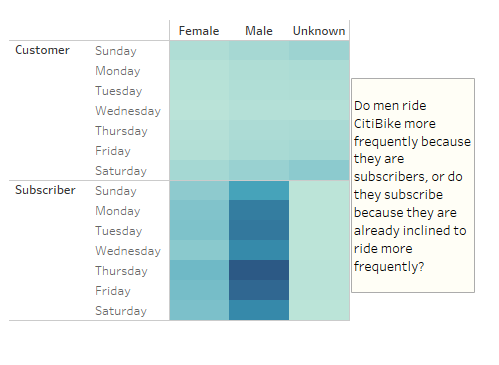 Female Male Unknown
Customer Sunday
Monday
Tuesday
Wednesday
Thursday
Friday
Saturday
Subscriber Sunday
Monday
Tuesday
Wednesday
Thursday
Friday
Saturday
Do men ride
CitiBike more
frequently because
they are
subscribers, or do
they subscribe
because they are
already inclined to
ride more
frequently?